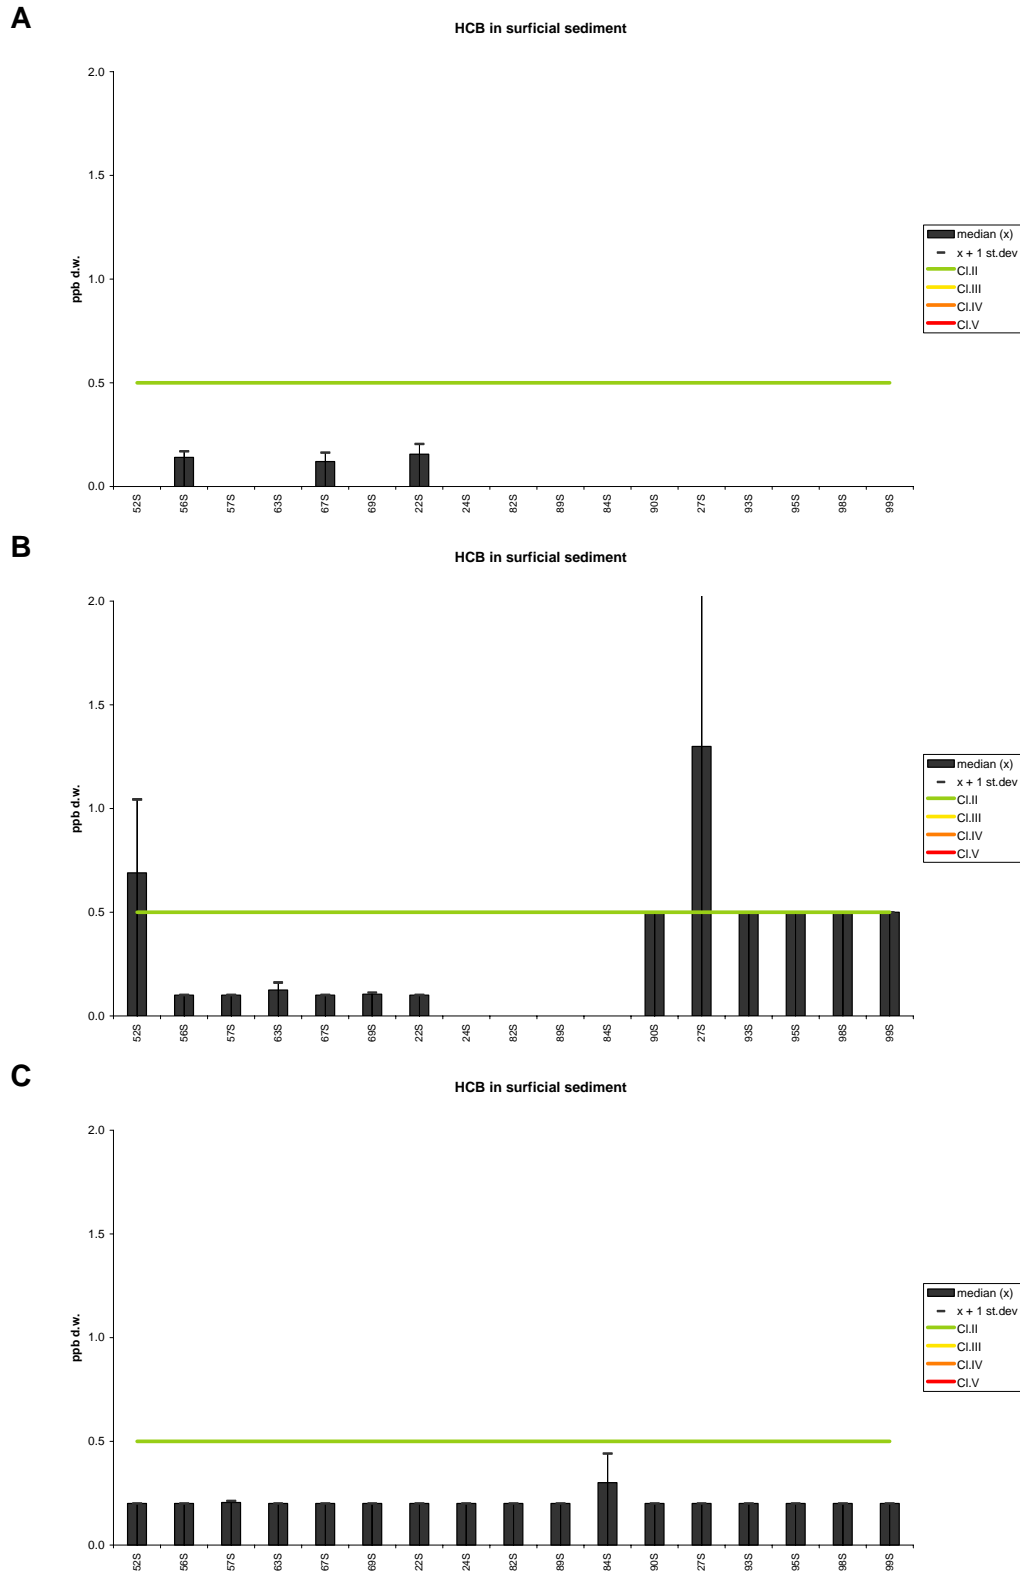 A
HCB in surficial sediment
2.0
1.5
1.0
0.5
0.0
ppb d.w.
52S 56S 57S 63S 67S 69S 22S 24S 82S 89S 84S 90S 27S 93S 95S 98S 99S
median (x)
x + 1 st.dev
Cl.II
Cl.III
Cl.IV
Cl.V
B
HCB in surficial sediment
2.0
1.5
1.0
0.5
0.0
ppb d.w.
52S 56S 57S 63S 67S 69S 22S 24S 82S 89S 84S 90S 27S 93S 95S 98S 99S
median (x)
x + 1 st.dev
Cl.II
Cl.III
Cl.IV
Cl.V
C
HCB in surficial sediment
2.0
1.5
1.0
0.5
0.0
ppb d.w.
52S 56S 57S 63S 67S 69S 22S 24S 82S 89S 84S 90S 27S 93S 95S 98S 99S
median (x)
x + 1 st.dev
Cl.II
Cl.III
Cl.IV
Cl.V